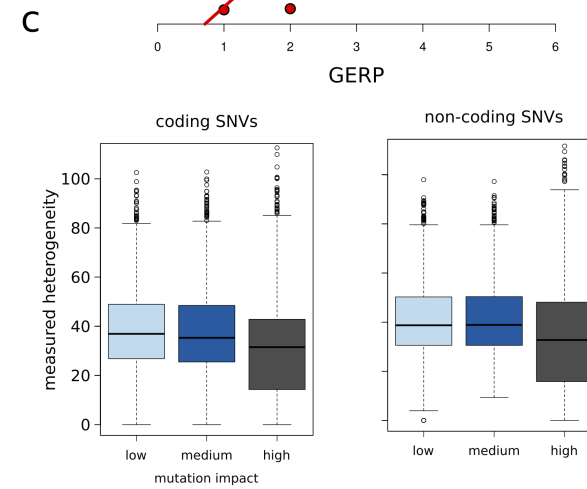 C
0 1 2 3 4 5 6
GERP
coding SNVs
non-coding SNVs
measured heterogeneity
100
80
60
40
20
0
low medium high
low medium high
mutation impact